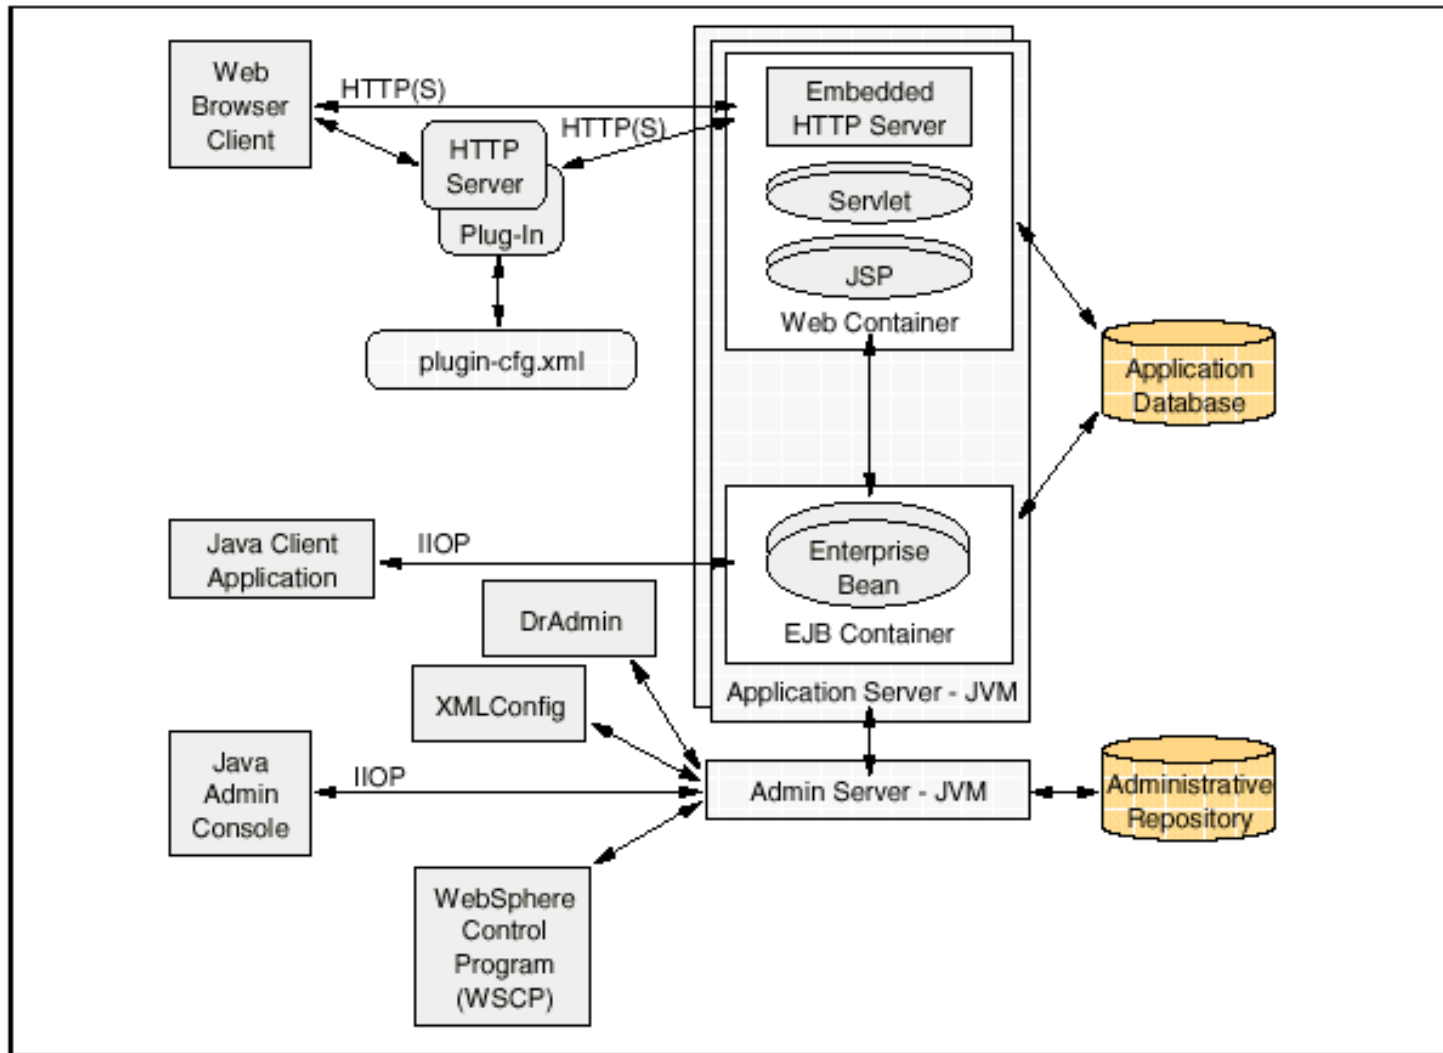 Web
Browser
Client
HTTP(S)
HTTP(S)
HTTP
Server
Plug-In
plugin-cfg.xml
Embedded
HTTP Server
Servlet
JSP
Web Container
Application
Database
Java Client
Application
IIOP
Enterprise
Bean
EJB Container
DrAdmin
XMLConfig
Application Server - JVM
Java
Admin
Console
IIOP
Admin Server - JVM
Administrative
Repository
WebSphere
Control
Program
(WSCP)